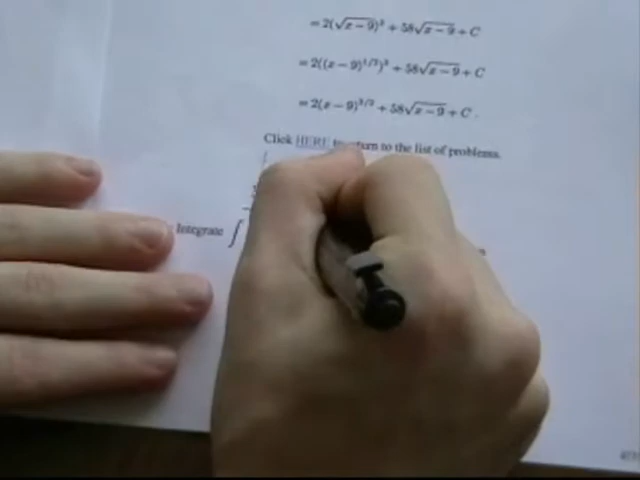 = 2(√x − 9)³ + 58√x − 9 + C
= 2((x − 9)^{1/2})³ + 58√x − 9 + C
= 2(x − 9)^{3/2} + 58√x − 9 + C .
Click HERE to return to the list of problems.
Integrate ∫